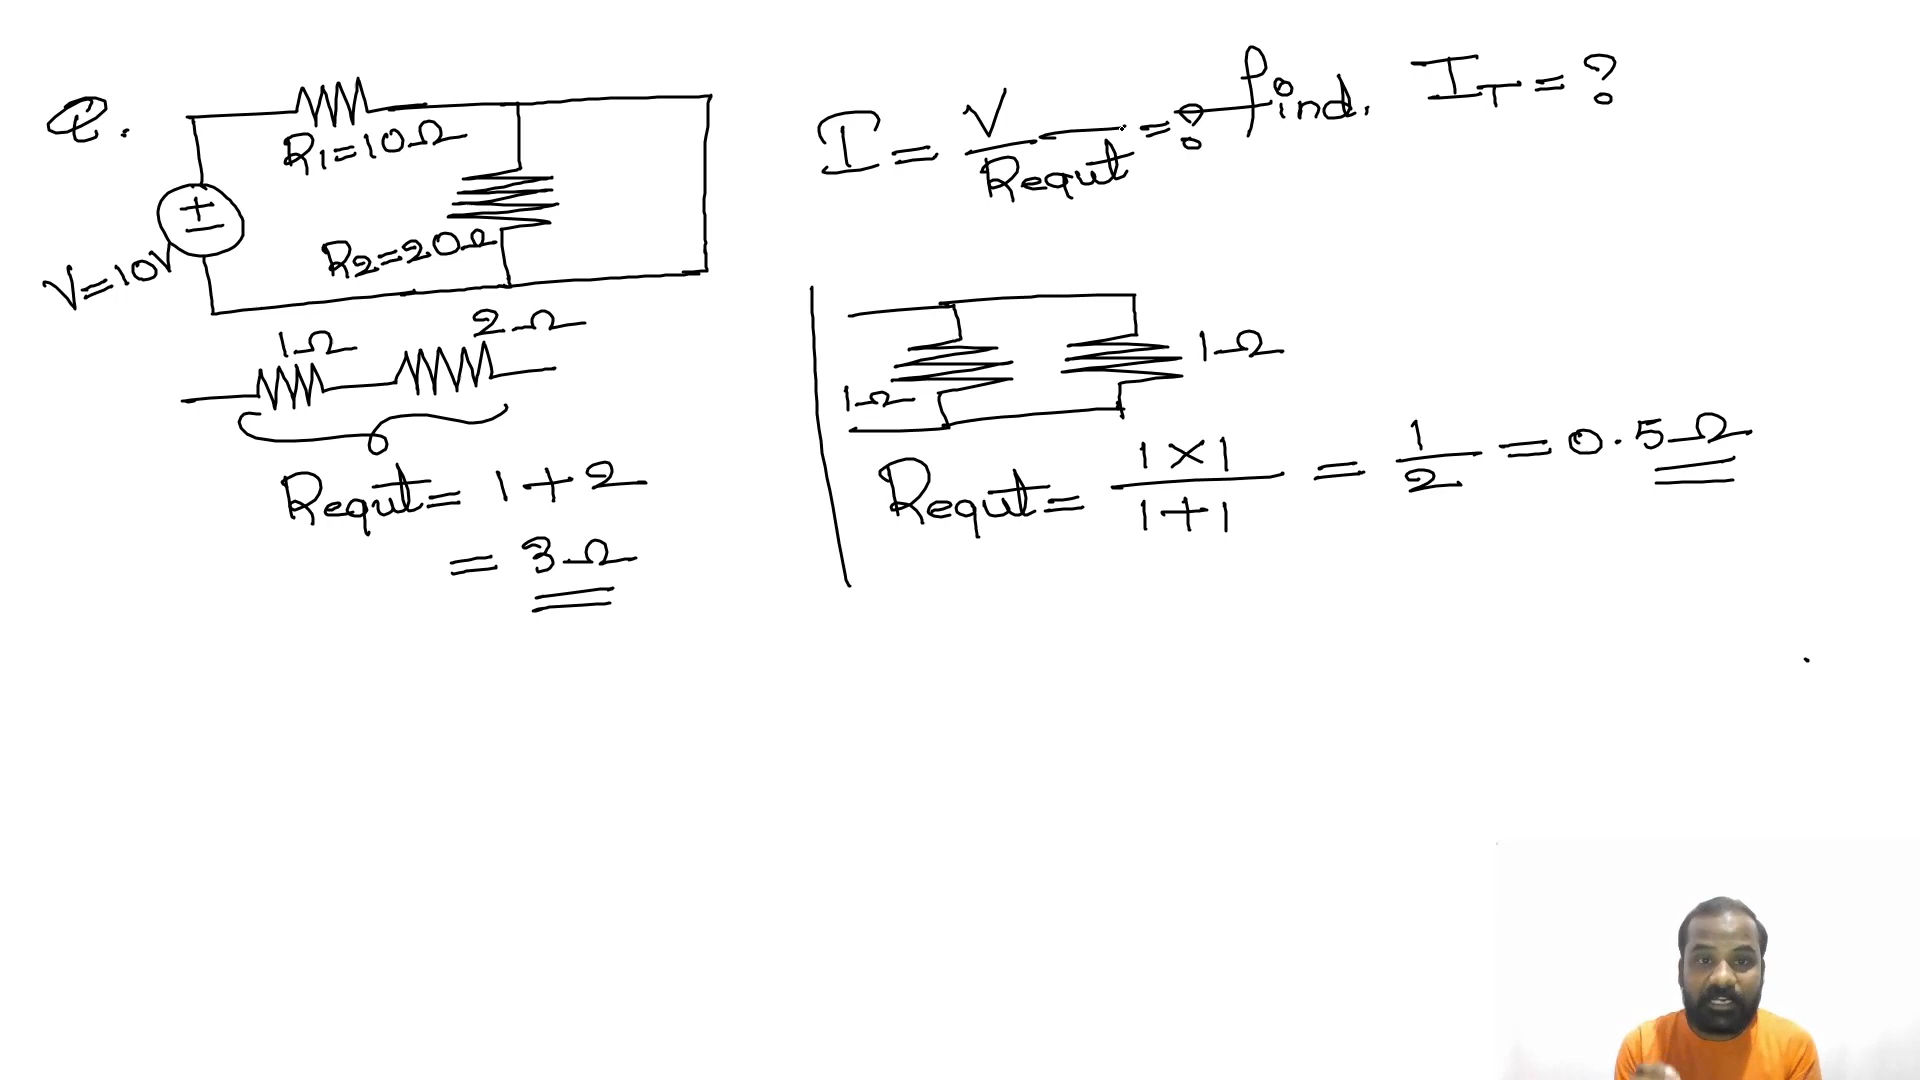 Q.
R1=10Ω
V=10V
R2=20Ω
I = V/Requt = ? find. IT = ?
1Ω 2Ω
Requt = 1+2
= 3Ω
1Ω
1Ω
Requt = 1×1/1+1 = 1/2 = 0.5Ω